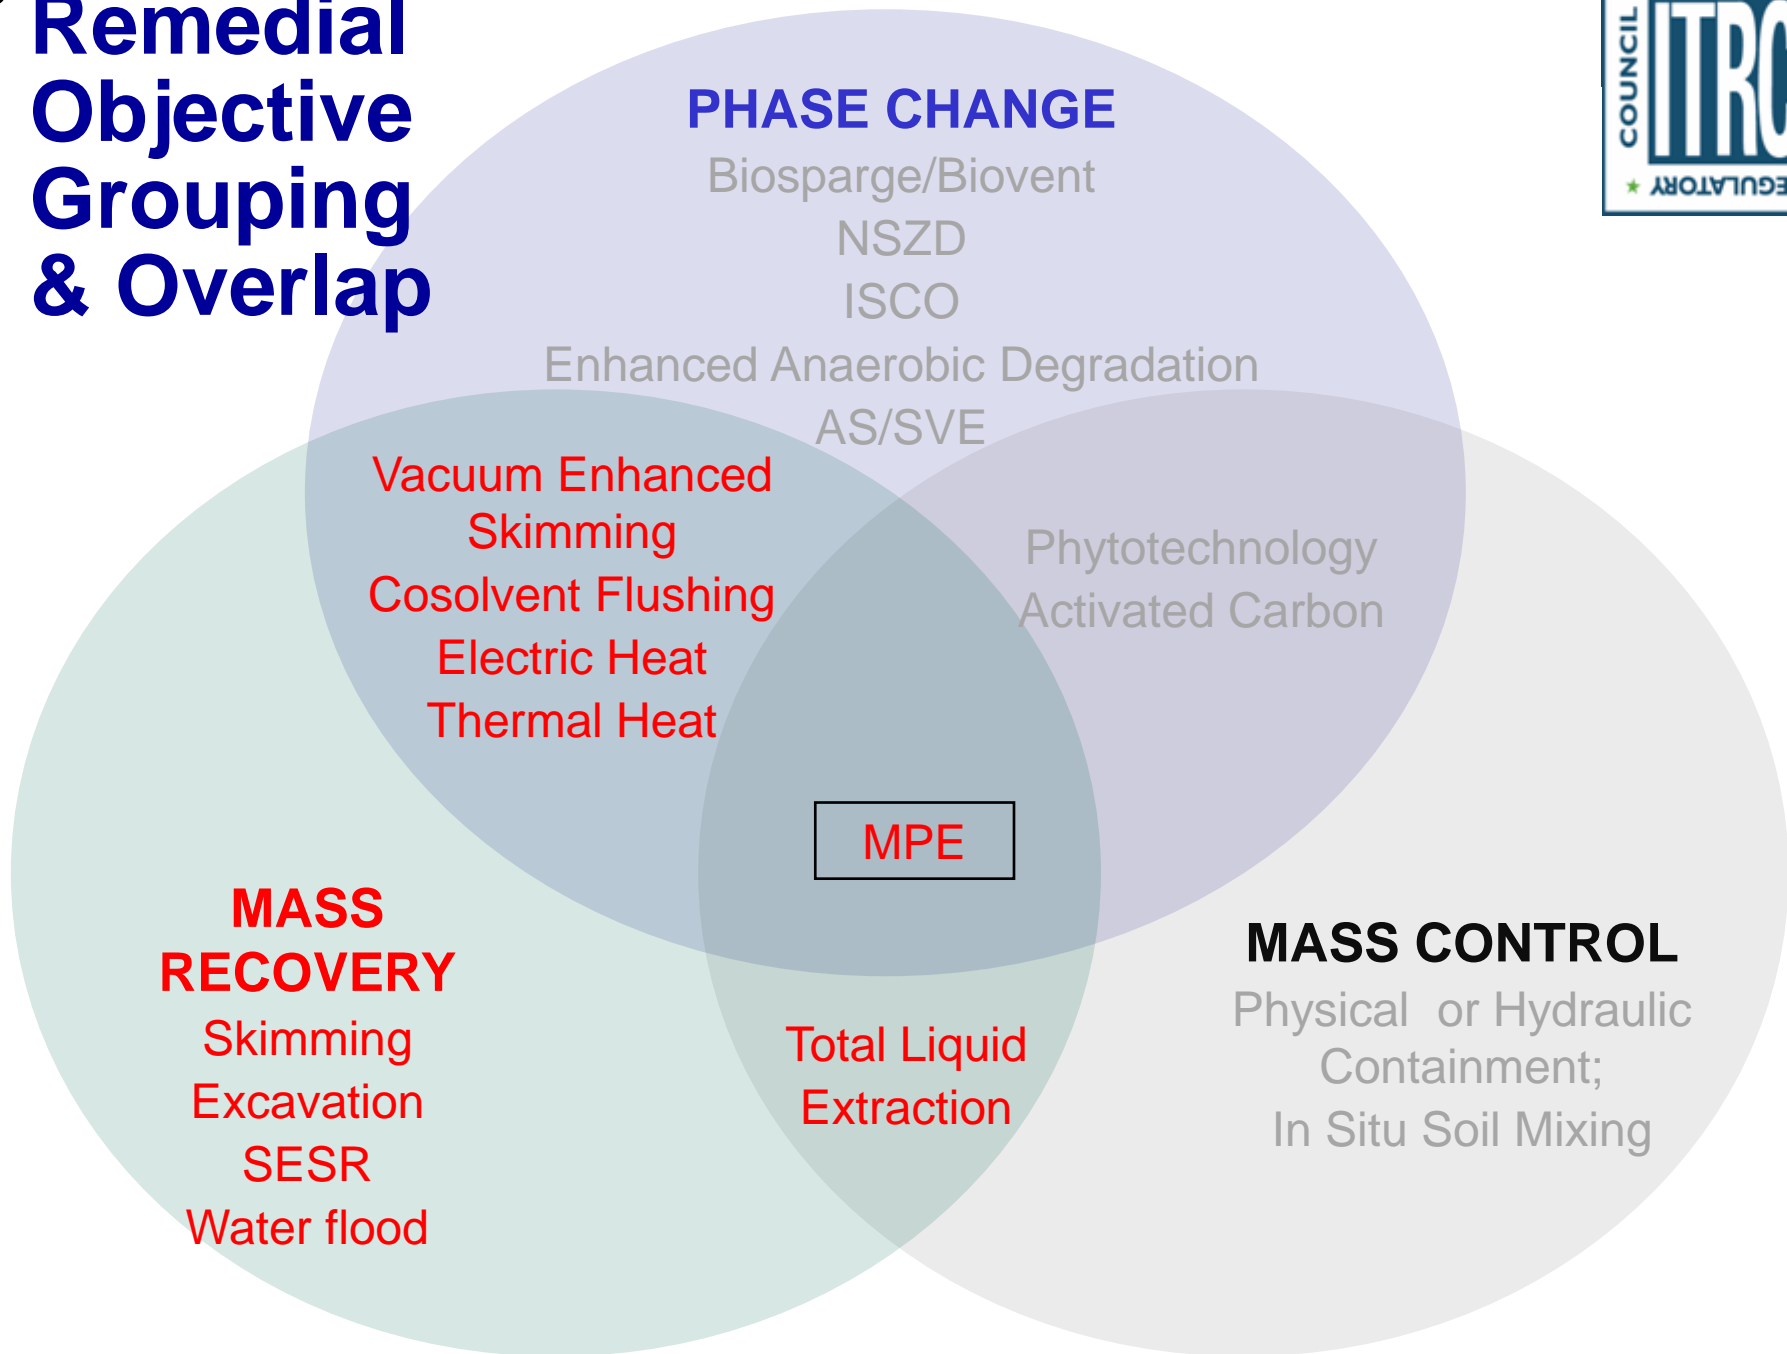 Remedial
Objective
Grouping
& Overlap
COUNCIL
ITRC
REGULATORY
PHASE CHANGE
Biosparge/Biovent
NSZD
ISCO
Enhanced Anaerobic Degradation
AS/SVE
Vacuum Enhanced
Skimming
Cosolvent Flushing
Electric Heat
Thermal Heat
Phytotechnology
Activated Carbon
MPE
MASS
RECOVERY
Skimming
Excavation
SESR
Water flood
Total Liquid
Extraction
MASS CONTROL
Physical or Hydraulic
Containment;
In Situ Soil Mixing